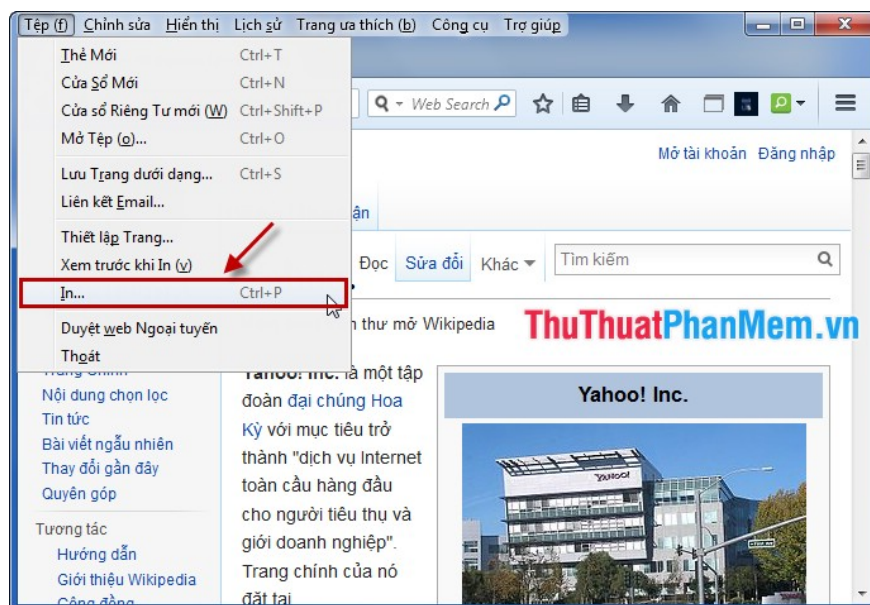 Tệp (f) Chỉnh sửa Hiển thị Lịch sử Trang ưa thích (b) Công cụ Trợ giúp
Thẻ Mới Ctrl+T
Cửa Sổ Mới Ctrl+N
Cửa sổ Riêng Tư mới (W) Ctrl+Shift+P
Mở Tệp (o)... Ctrl+O
Lưu Trang dưới dạng... Ctrl+S
Liên kết Email...
Thiết lập Trang...
Xem trước khi In (v)
In... Ctrl+P
Duyệt web Ngoại tuyến
Thoát
Web Search
Mở tài khoản Đăng nhập
Đọc Sửa đổi Khác Tìm kiếm
thư mở Wikipedia
ThuThuatPhanMem.vn
Trang Chính
Nội dung chọn lọc
Tin tức
Bài viết ngẫu nhiên
Thay đổi gần đây
Quyên góp
Tương tác
Hướng dẫn
Giới thiệu Wikipedia
Cộng đồng
Yahoo! Inc. là một tập
đoàn đại chúng Hoa
Kỳ với mục tiêu trở
thành "dịch vụ Internet
toàn cầu hàng đầu
cho người tiêu thụ và
giới doanh nghiệp".
Trang chính của nó
đặt tại
Yahoo! Inc.
YAHOO!